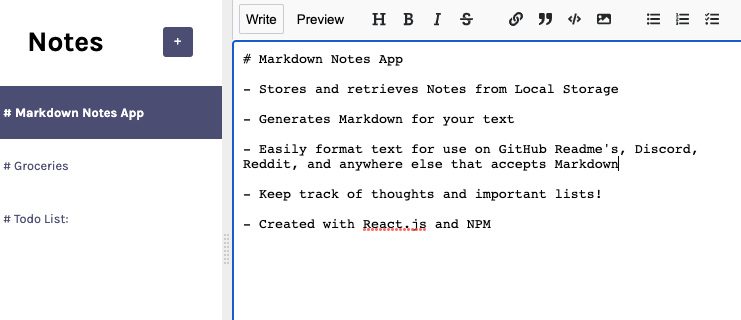 Notes
+
# Markdown Notes App
# Groceries
# Todo List:
Write Preview H B I S
# Markdown Notes App
- Stores and retrieves Notes from Local Storage
- Generates Markdown for your text
- Easily format text for use on GitHub Readme's, Discord,
Reddit, and anywhere else that accepts Markdown
- Keep track of thoughts and important lists!
- Created with React.js and NPM